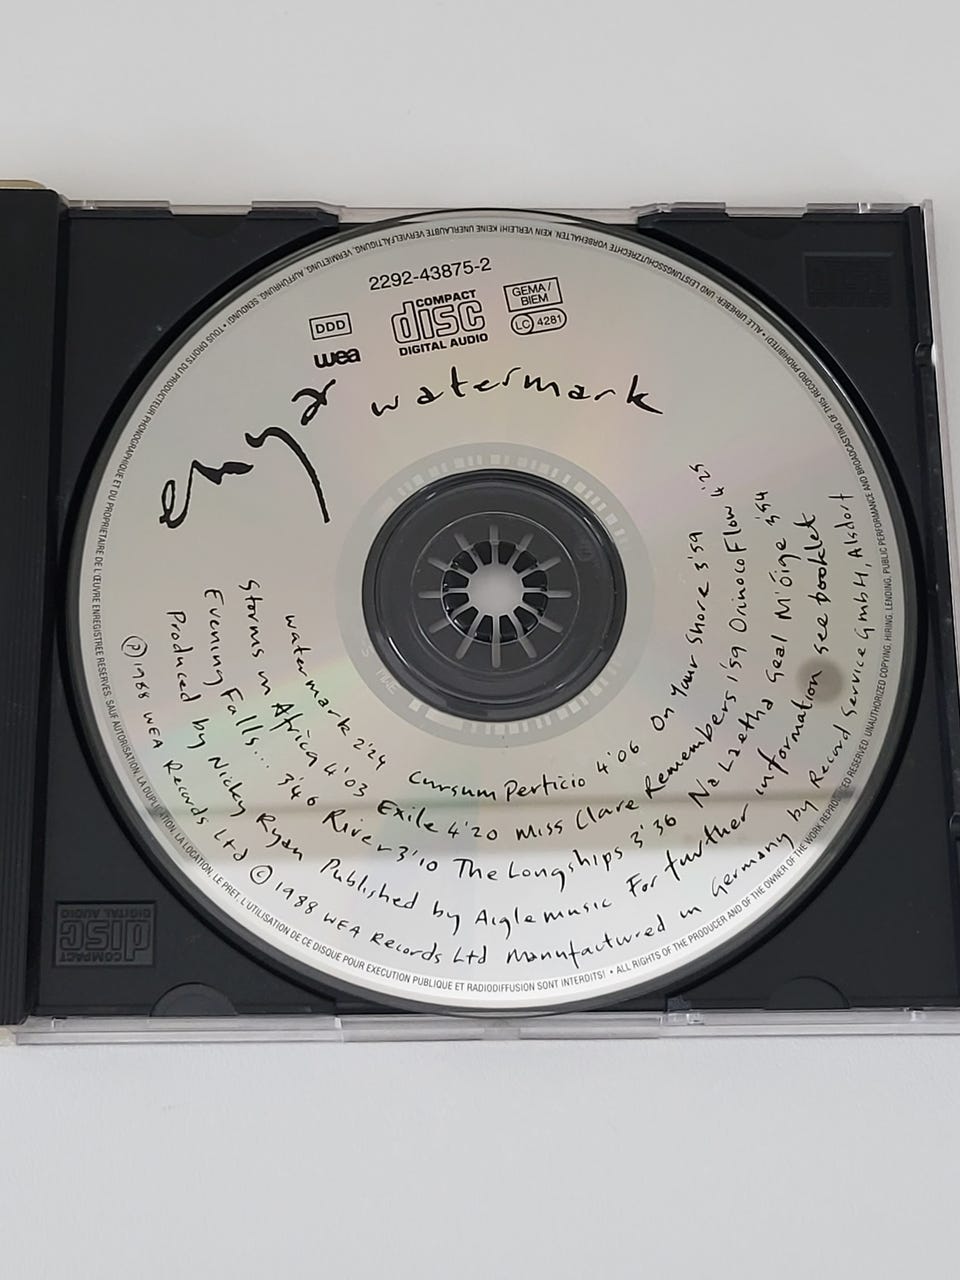 2292-43875-2
DDD
COMPACT
disc
DIGITAL AUDIO
GEMA/
BIEM
LC 4281
wea
enya
watermark
watermark 2'24 Cursum Perficio 4'06 On Your Shore 3'59
Storms in Africa 4'03 Exile 4'20 Miss Clare Remembers 1'59 Orinoco Flow 4'25
Evening Falls... 3'46 River 3'10 The Longships 3'36 Na Laetha Geal M'Óige 3'54
Produced by Nicky Ryan Published by Aigle music For further information see booklet
℗ 1988 WEA Records Ltd © 1988 WEA Records Ltd Manufactured in Germany by Record Service GmbH, Alsdorf
ALLE URHEBER- UND LEISTUNGSSCHUTZRECHTE VORBEHALTEN. KEIN VERLEIH! KEINE UNERLAUBTE VERVIELFÄLTIGUNG, VERMIETUNG, AUFFÜHRUNG, SENDUNG! •
TOUS DROITS DU PRODUCTEUR PHONOGRAPHIQUE ET DU PROPRIETAIRE DE L'ŒUVRE ENREGISTREE RESERVES. SAUF AUTORISATION, LA DUPLICATION, LA LOCATION, LE PRET, L'UTILISATION DE CE DISQUE POUR EXECUTION PUBLIQUE ET RADIODIFFUSION SONT INTERDITS! •
ALL RIGHTS OF THE PRODUCER AND OF THE OWNER OF THE WORK REPRODUCED RESERVED. UNAUTHORIZED COPYING, HIRING, LENDING, PUBLIC PERFORMANCE AND BROADCASTING OF THIS RECORD PROHIBITED! •
COMPACT
disc
DIGITAL AUDIO